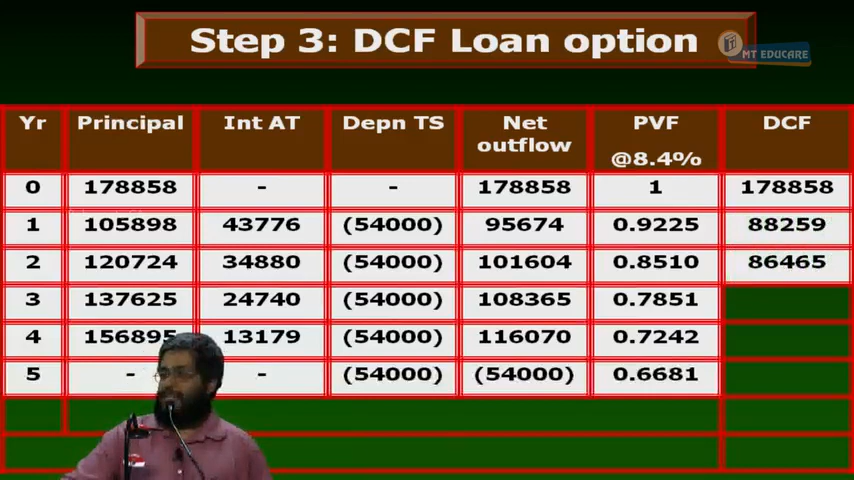 Step 3: DCF Loan option
MT EDUCARE
Yr Principal Int AT Depn TS Net outflow PVF @8.4% DCF
0 178858 - - 178858 1 178858
1 105898 43776 (54000) 95674 0.9225 88259
2 120724 34880 (54000) 101604 0.8510 86465
3 137625 24740 (54000) 108365 0.7851
4 156895 13179 (54000) 116070 0.7242
5 - - (54000) (54000) 0.6681